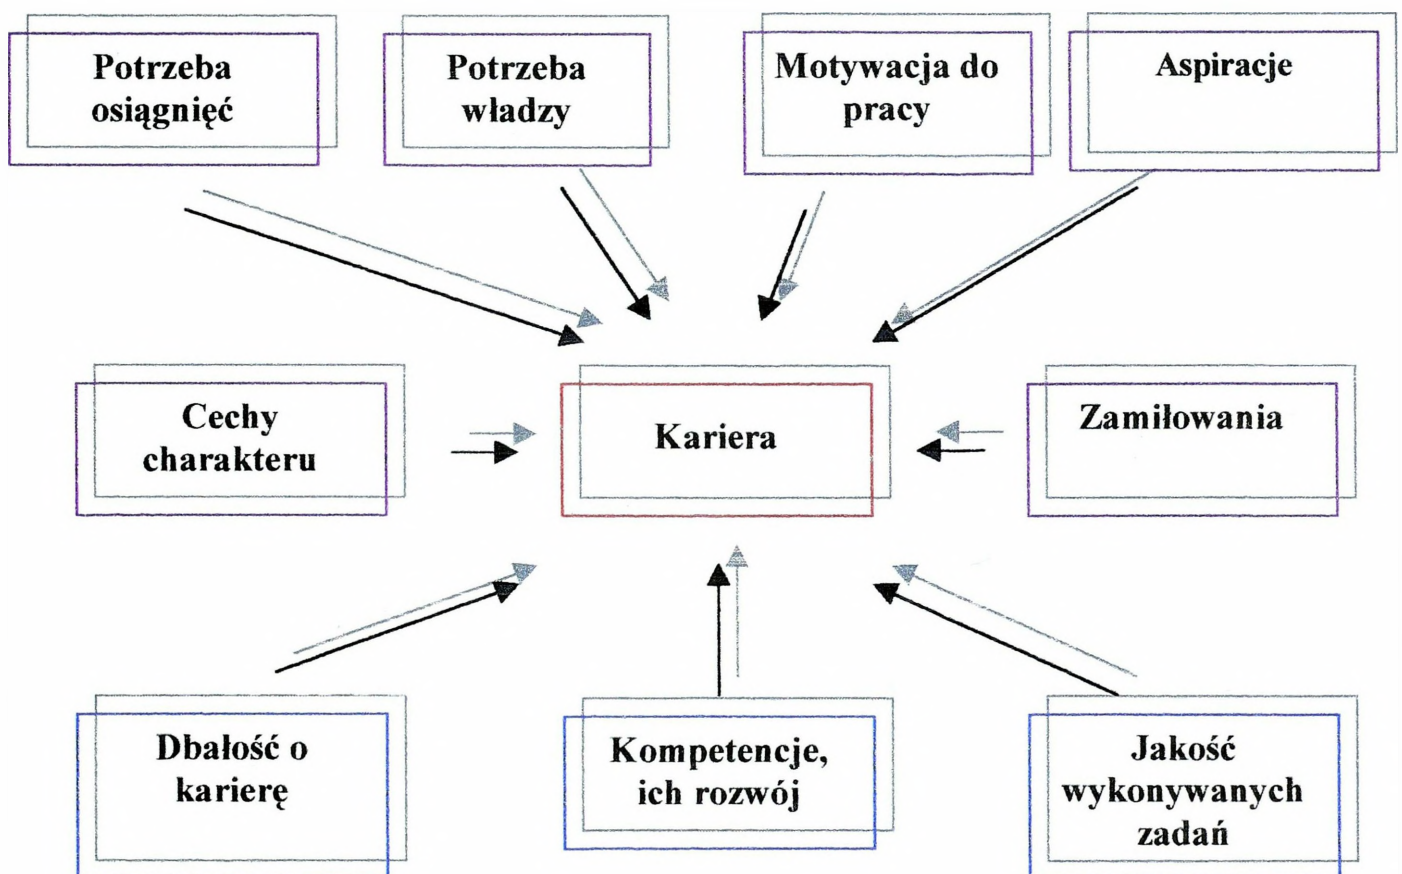 Potrzeba
osiągnięć
Potrzeba
władzy
Motywacja do
pracy
Aspiracje
Cechy
charakteru
Kariera
Zamiłowania
Dbałość o
karierę
Kompetencje,
ich rozwój
Jakość
wykonywanych
zadań